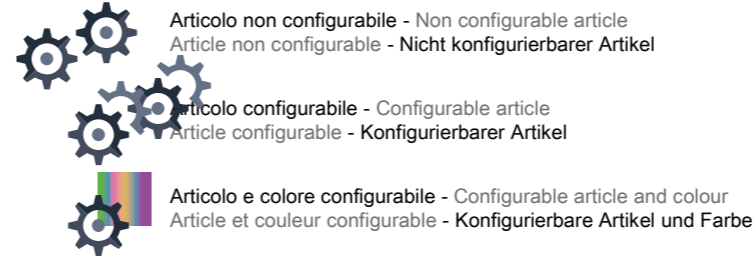 Articolo non configurabile - Non configurable article
Article non configurable - Nicht konfigurierbarer Artikel
Articolo configurabile - Configurable article
Article configurable - Konfigurierbarer Artikel
Articolo e colore configurabile - Configurable article and colour
Article et couleur configurable - Konfigurierbare Artikel und Farbe